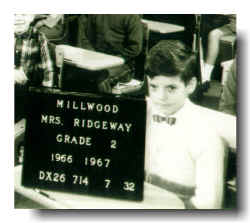 MILLWOOD
MRS. RIDGEWAY
GRADE 2
1966 1967
DX26 714 7 32